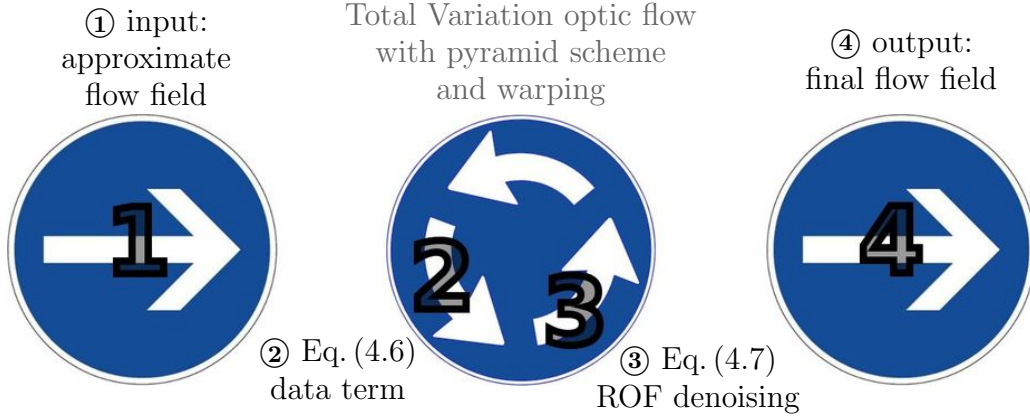 ① input:
approximate
flow field
Total Variation optic flow
with pyramid scheme
and warping
④ output:
final flow field
1
2
3
4
② Eq. (4.6)
data term
③ Eq. (4.7)
ROF denoising